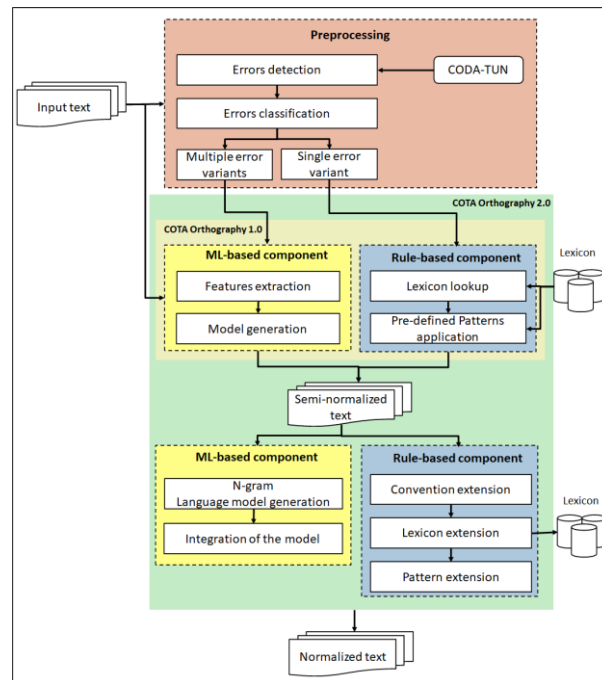 Preprocessing
Errors detection
CODA-TUN
Input text
Errors classification
Multiple error
variants
Single error
variant
COTA Orthography 2.0
COTA Orthography 1.0
ML-based component
Rule-based component
Lexicon
Features extraction
Lexicon lookup
Model generation
Pre-defined Patterns
application
Semi-normalized
text
ML-based component
Rule-based component
N-gram
Language model generation
Convention extension
Lexicon
Integration of the model
Lexicon extension
Pattern extension
Normalized text